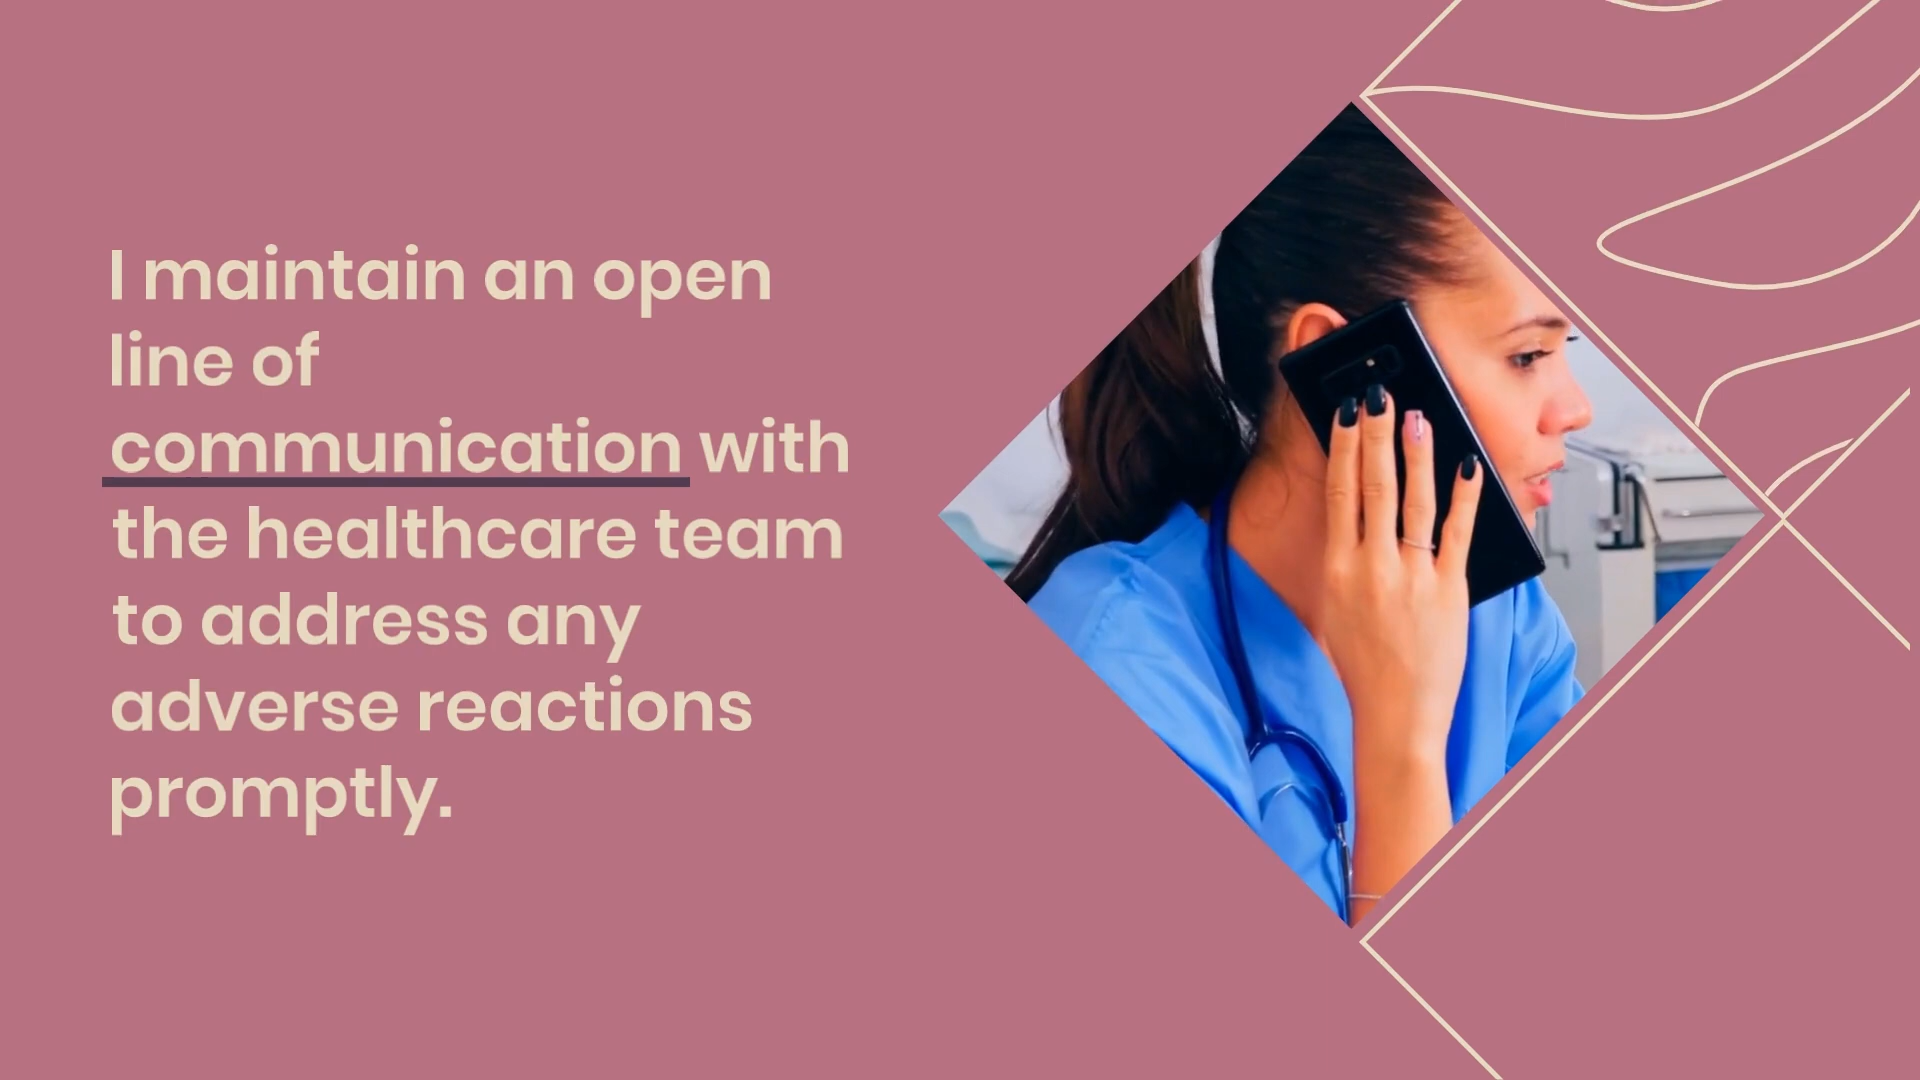 I maintain an open
line of
communication with
the healthcare team
to address any
adverse reactions
promptly.